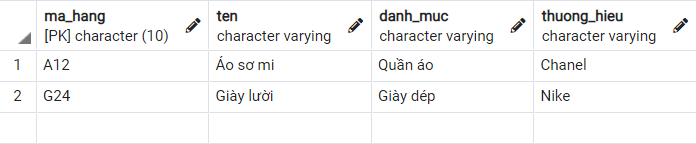 ma_hang ten danh_muc thuong_hieu
[PK] character (10) character varying character varying character varying
1 A12 Áo sơ mi Quần áo Chanel
2 G24 Giày lười Giày dép Nike